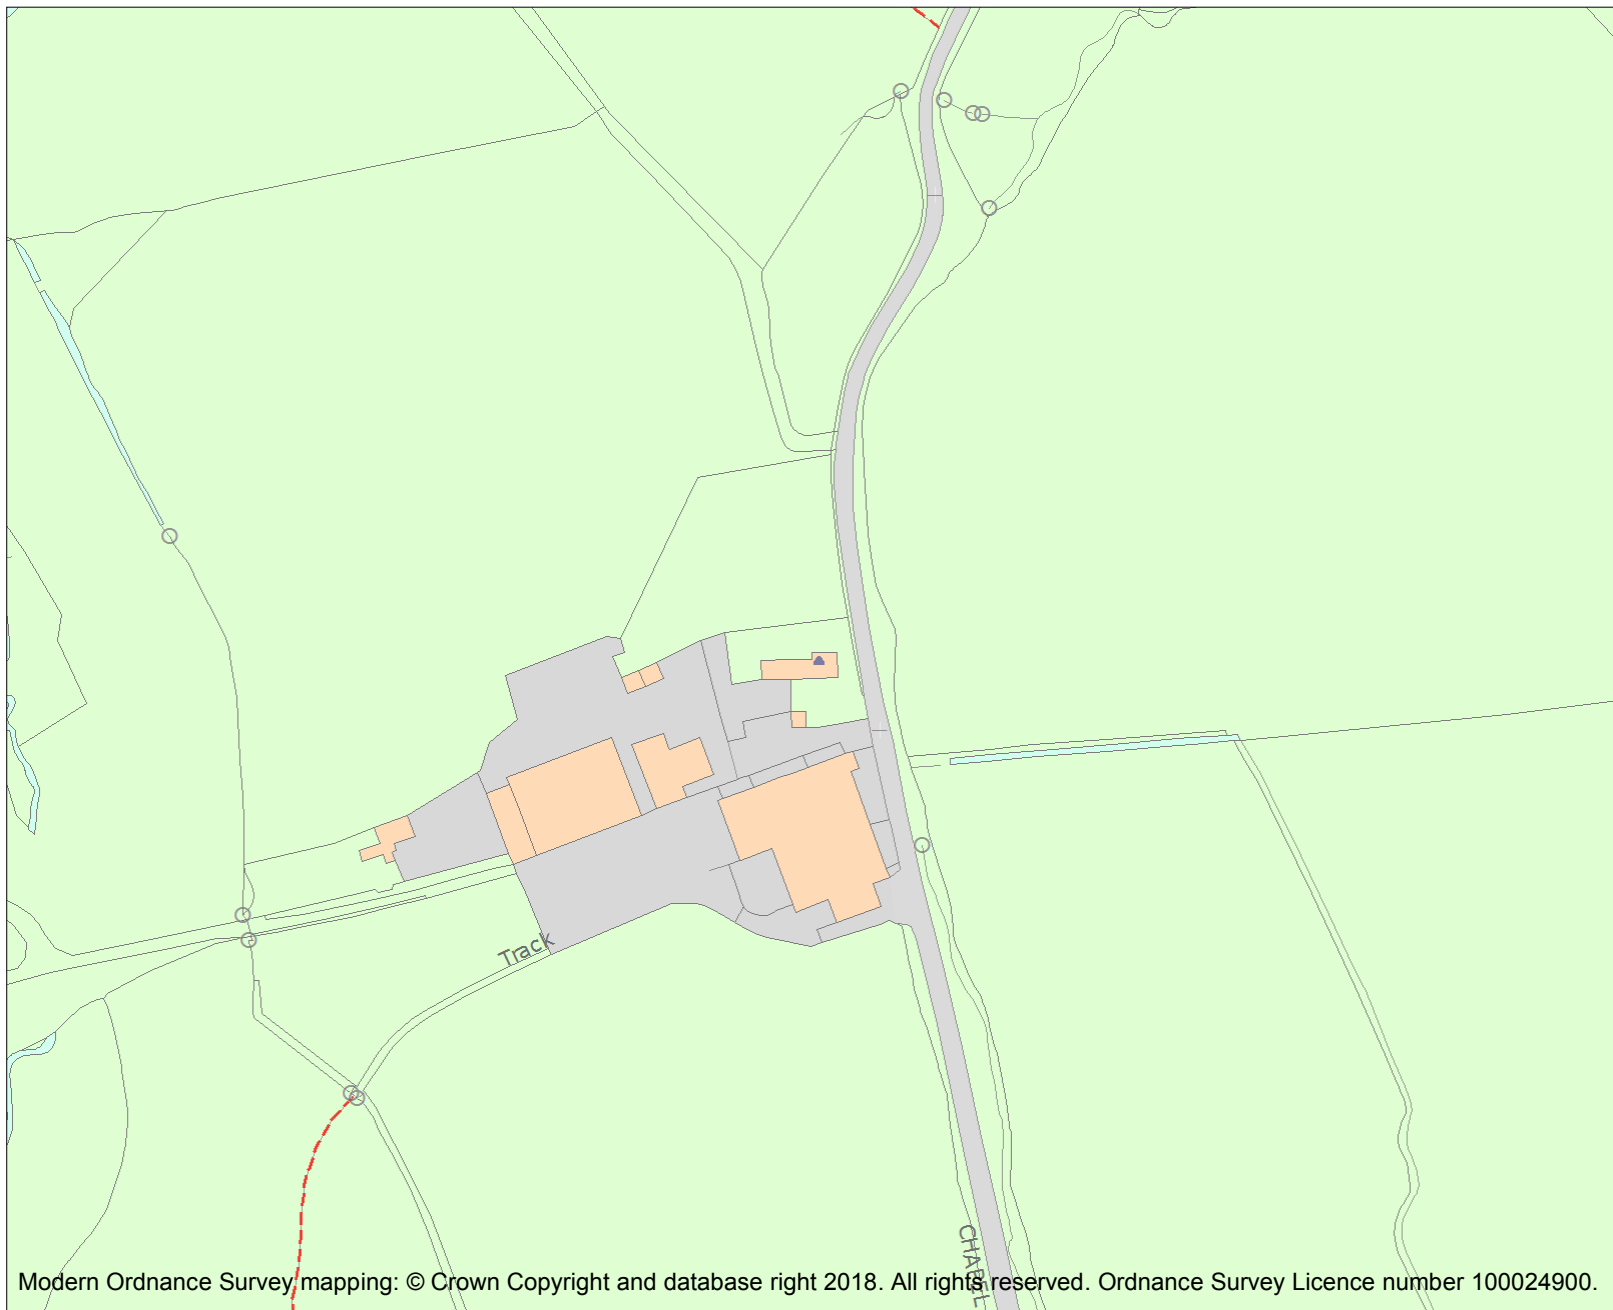 Track
CHAPEL
Modern Ordnance Survey mapping: © Crown Copyright and database right 2018. All rights reserved. Ordnance Survey Licence number 100024900.